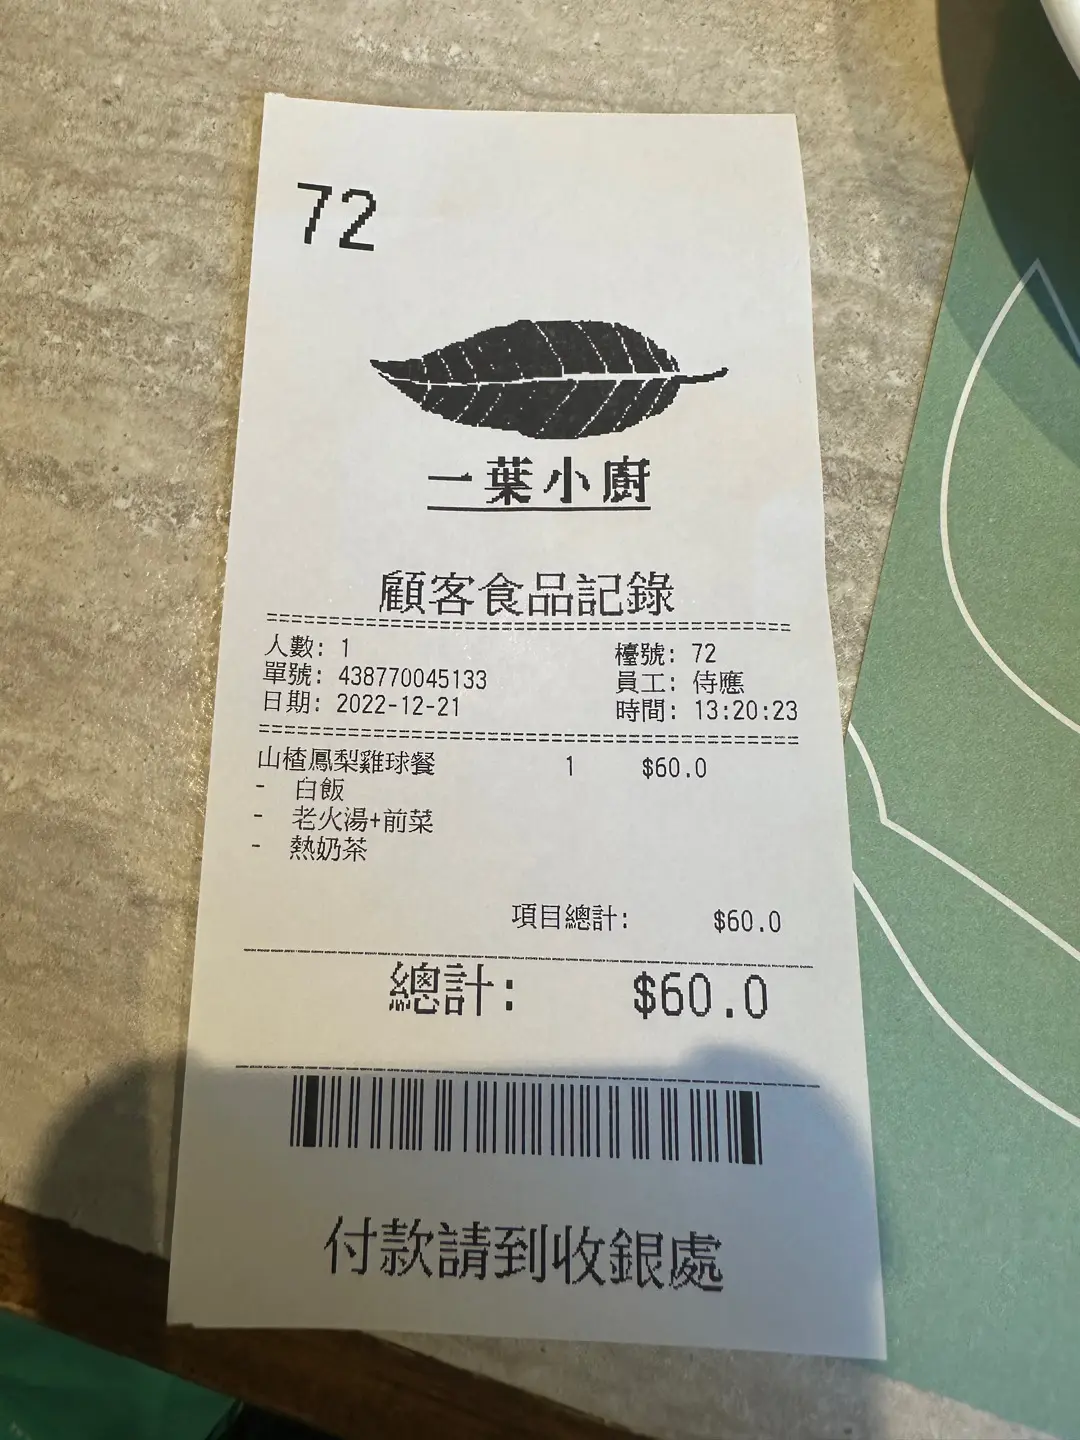 72
一葉小廚
顧客食品記錄
人數: 1 檯號: 72
單號: 438770045133 員工: 侍應
日期: 2022-12-21 時間: 13:20:23
山楂鳳梨雞球餐 1 $60.0
- 白飯
- 老火湯+前菜
- 熱奶茶
項目總計: $60.0
總計: $60.0
付款請到收銀處